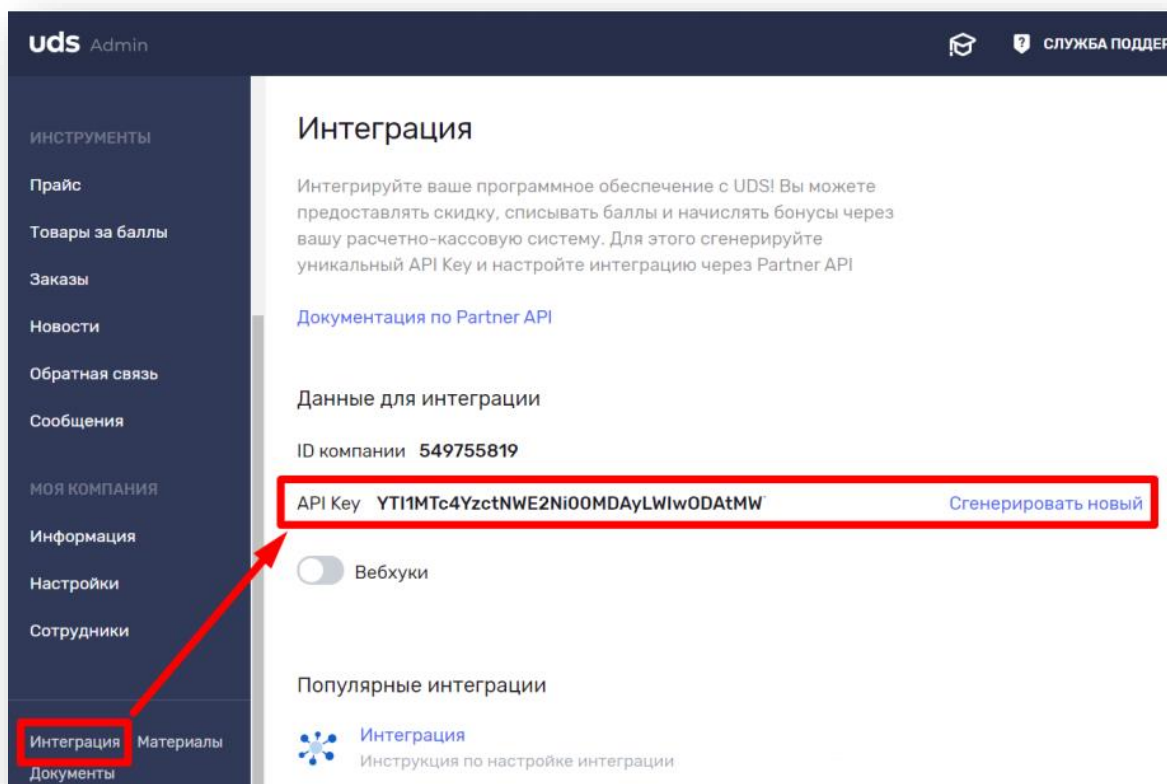 uds Admin
СЛУЖБА ПОДДЕР
ИНСТРУМЕНТЫ
Прайс
Товары за баллы
Заказы
Новости
Обратная связь
Сообщения
МОЯ КОМПАНИЯ
Информация
Настройки
Сотрудники
Интеграция Материалы
Документы
Интеграция
Интегрируйте ваше программное обеспечение с UDS! Вы можете
предоставлять скидку, списывать баллы и начислять бонусы через
вашу расчетно-кассовую систему. Для этого сгенерируйте
уникальный API Key и настройте интеграцию через Partner API
Документация по Partner API
Данные для интеграции
ID компании 549755819
API Key YTI1MTc4YzctNWE2Ni00MDAyLWIwODAtMW Сгенерировать новый
Вебхуки
Популярные интеграции
Интеграция
Инструкция по настройке интеграции